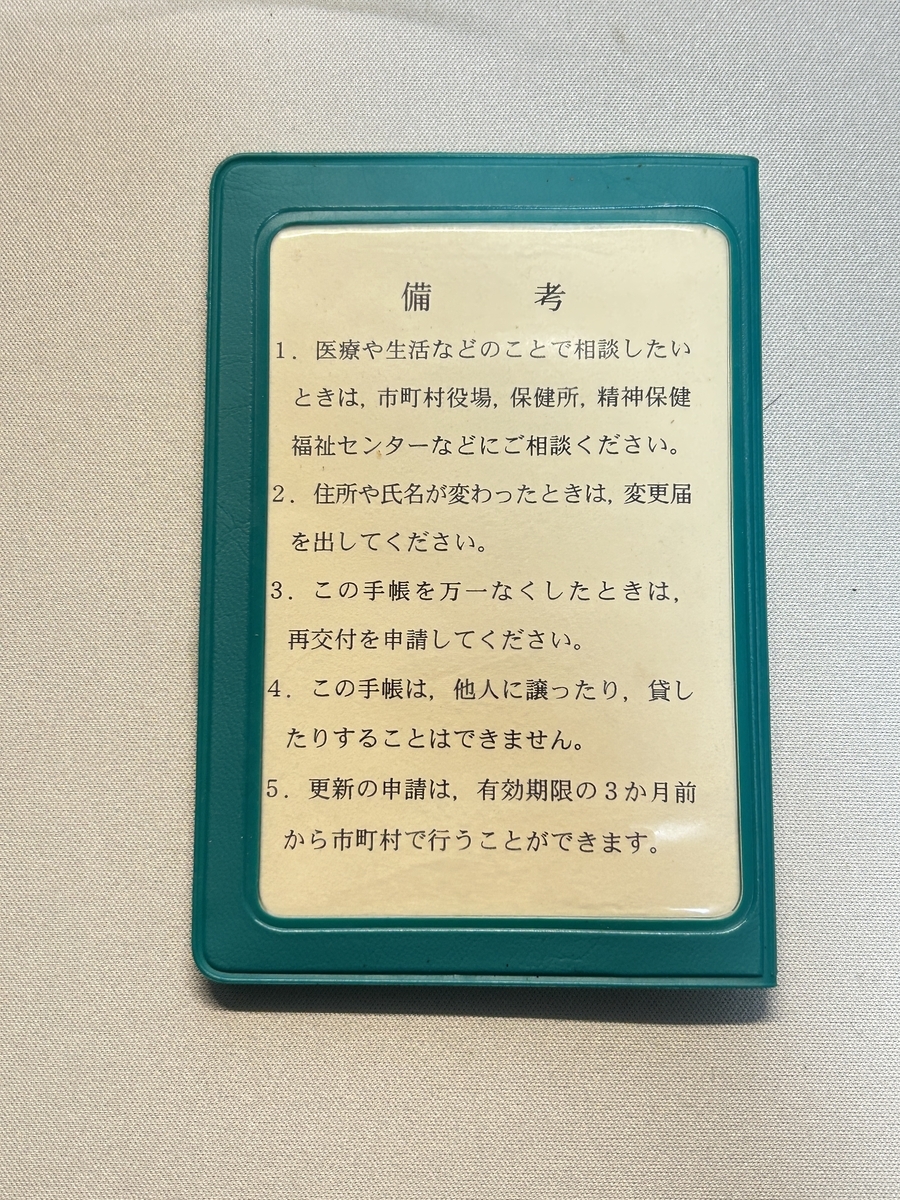 備　考
1. 医療や生活などのことで相談したい
ときは, 市町村役場, 保健所, 精神保健
福祉センターなどにご相談ください。
2. 住所や氏名が変わったときは, 変更届
を出してください。
3. この手帳を万一なくしたときは,
再交付を申請してください。
4. この手帳は, 他人に譲ったり, 貸し
たりすることはできません。
5. 更新の申請は, 有効期限の3か月前
から市町村で行うことができます。